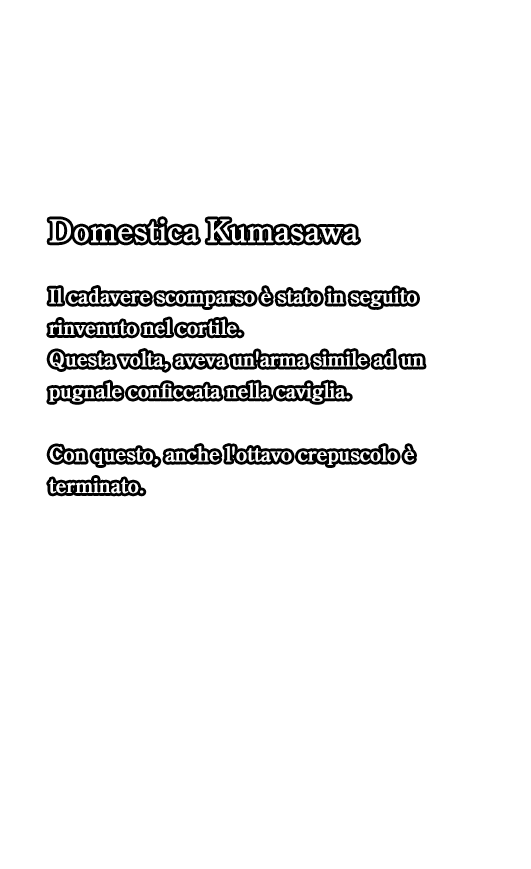 Domestica Kumasawa
Il cadavere scomparso è stato in seguito
rinvenuto nel cortile.
Questa volta, aveva un'arma simile ad un
pugnale conficcata nella caviglia.
Con questo, anche l'ottavo crepuscolo è
terminato.